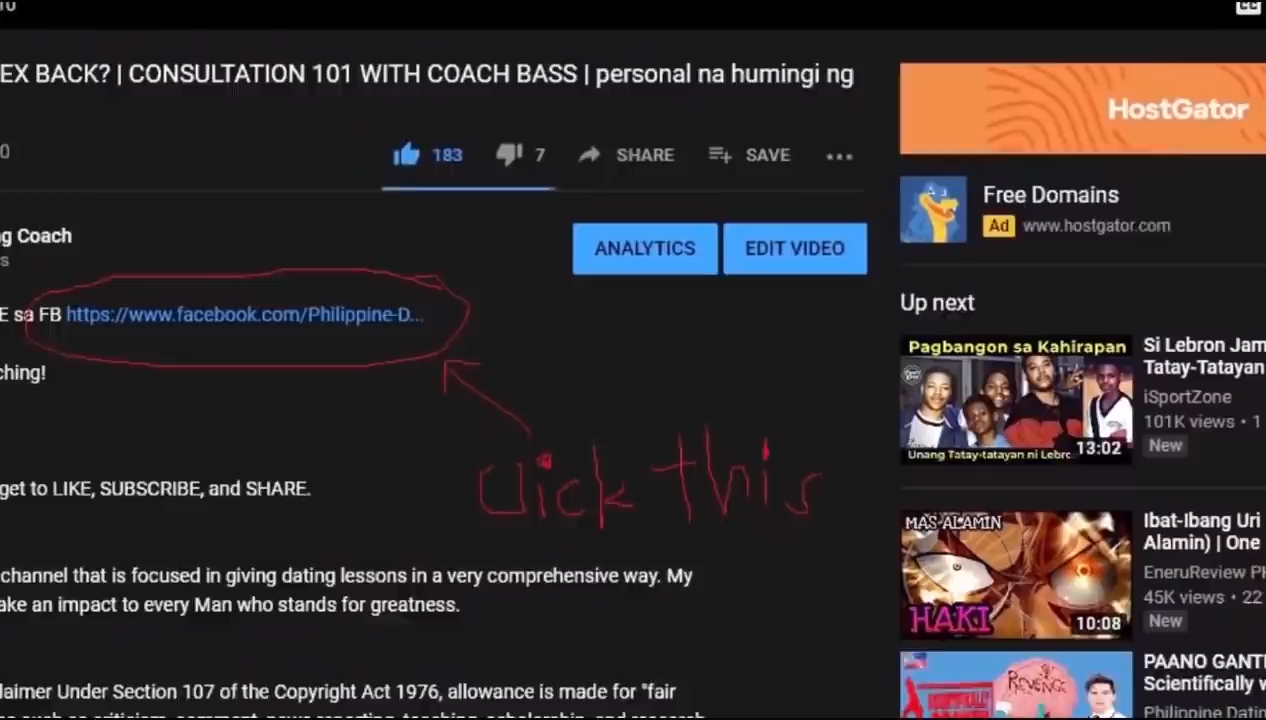 CC
EX BACK? | CONSULTATION 101 WITH COACH BASS | personal na humingi ng
0
183
7
SHARE
SAVE
g Coach
s
ANALYTICS
EDIT VIDEO
E sa FB https://www.facebook.com/Philippine-D...
ching!
click this
get to LIKE, SUBSCRIBE, and SHARE.
channel that is focused in giving dating lessons in a very comprehensive way. My
ake an impact to every Man who stands for greatness.
laimer Under Section 107 of the Copyright Act 1976, allowance is made for "fair
HostGator
Free Domains
Ad www.hostgator.com
Up next
Pagbangon sa Kahirapan
Unang Tatay-tatayan ni Lebrc
13:02
Si Lebron Jam
Tatay-Tatayan
iSportZone
101K views • 1
New
MAS ALAMIN
HAKI
10:08
Ibat-Ibang Uri
Alamin) | One
EneruReview PH
45K views • 22
New
REVENGE
PAANO GANTI
Scientifically w
Philippine Datin